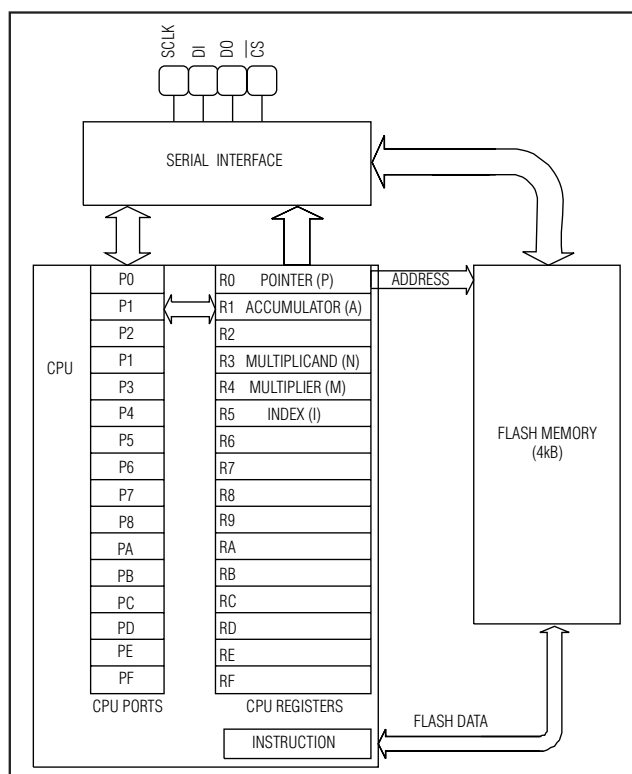 SCLK
DI
DO
CS
SERIAL INTERFACE
CPU
P0
P1
P2
P1
P3
P4
P5
P6
P7
P8
PA
PB
PC
PD
PE
PF
CPU PORTS
R0 POINTER (P)
R1 ACCUMULATOR (A)
R2
R3 MULTIPLICAND (N)
R4 MULTIPLIER (M)
R5 INDEX (I)
R6
R7
R8
R9
RA
RB
RC
RD
RE
RF
CPU REGISTERS
INSTRUCTION
ADDRESS
FLASH MEMORY
(4kB)
FLASH DATA